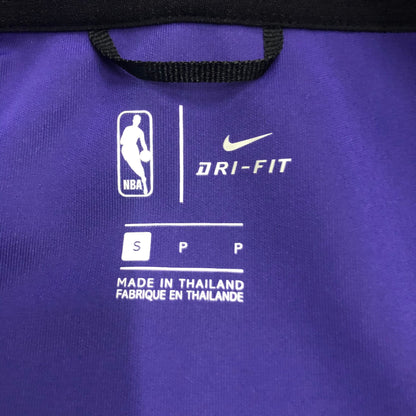 NBA
DRI-FIT
S P P
MADE IN THAILAND
FABRIQUE EN THAILANDE